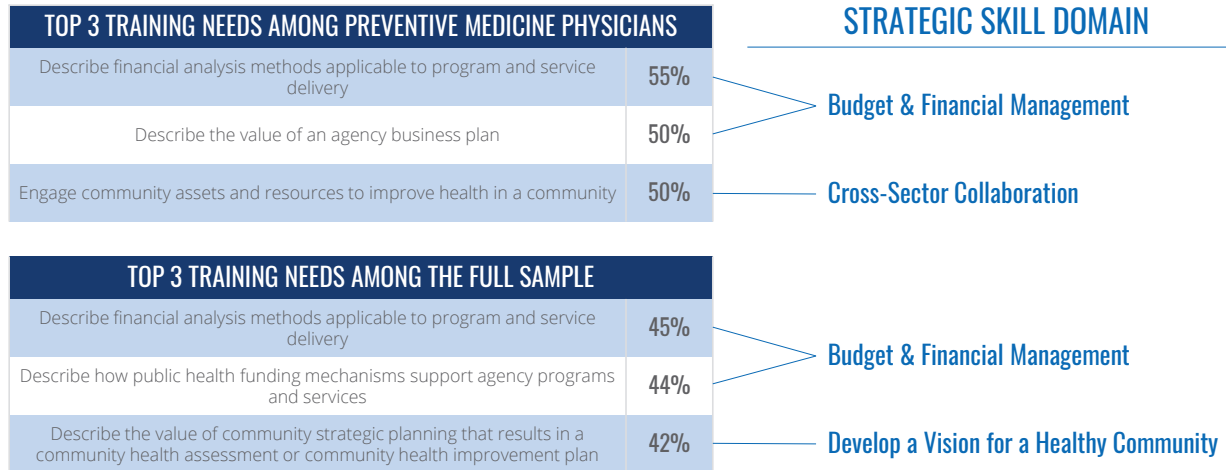 TOP 3 TRAINING NEEDS AMONG PREVENTIVE MEDICINE PHYSICIANS
STRATEGIC SKILL DOMAIN
Describe financial analysis methods applicable to program and service
delivery
55%
Budget & Financial Management
Describe the value of an agency business plan
50%
Engage community assets and resources to improve health in a community
50%
Cross-Sector Collaboration
TOP 3 TRAINING NEEDS AMONG THE FULL SAMPLE
Describe financial analysis methods applicable to program and service
delivery
45%
Budget & Financial Management
Describe how public health funding mechanisms support agency programs
and services
44%
Describe the value of community strategic planning that results in a
community health assessment or community health improvement plan
42%
Develop a Vision for a Healthy Community